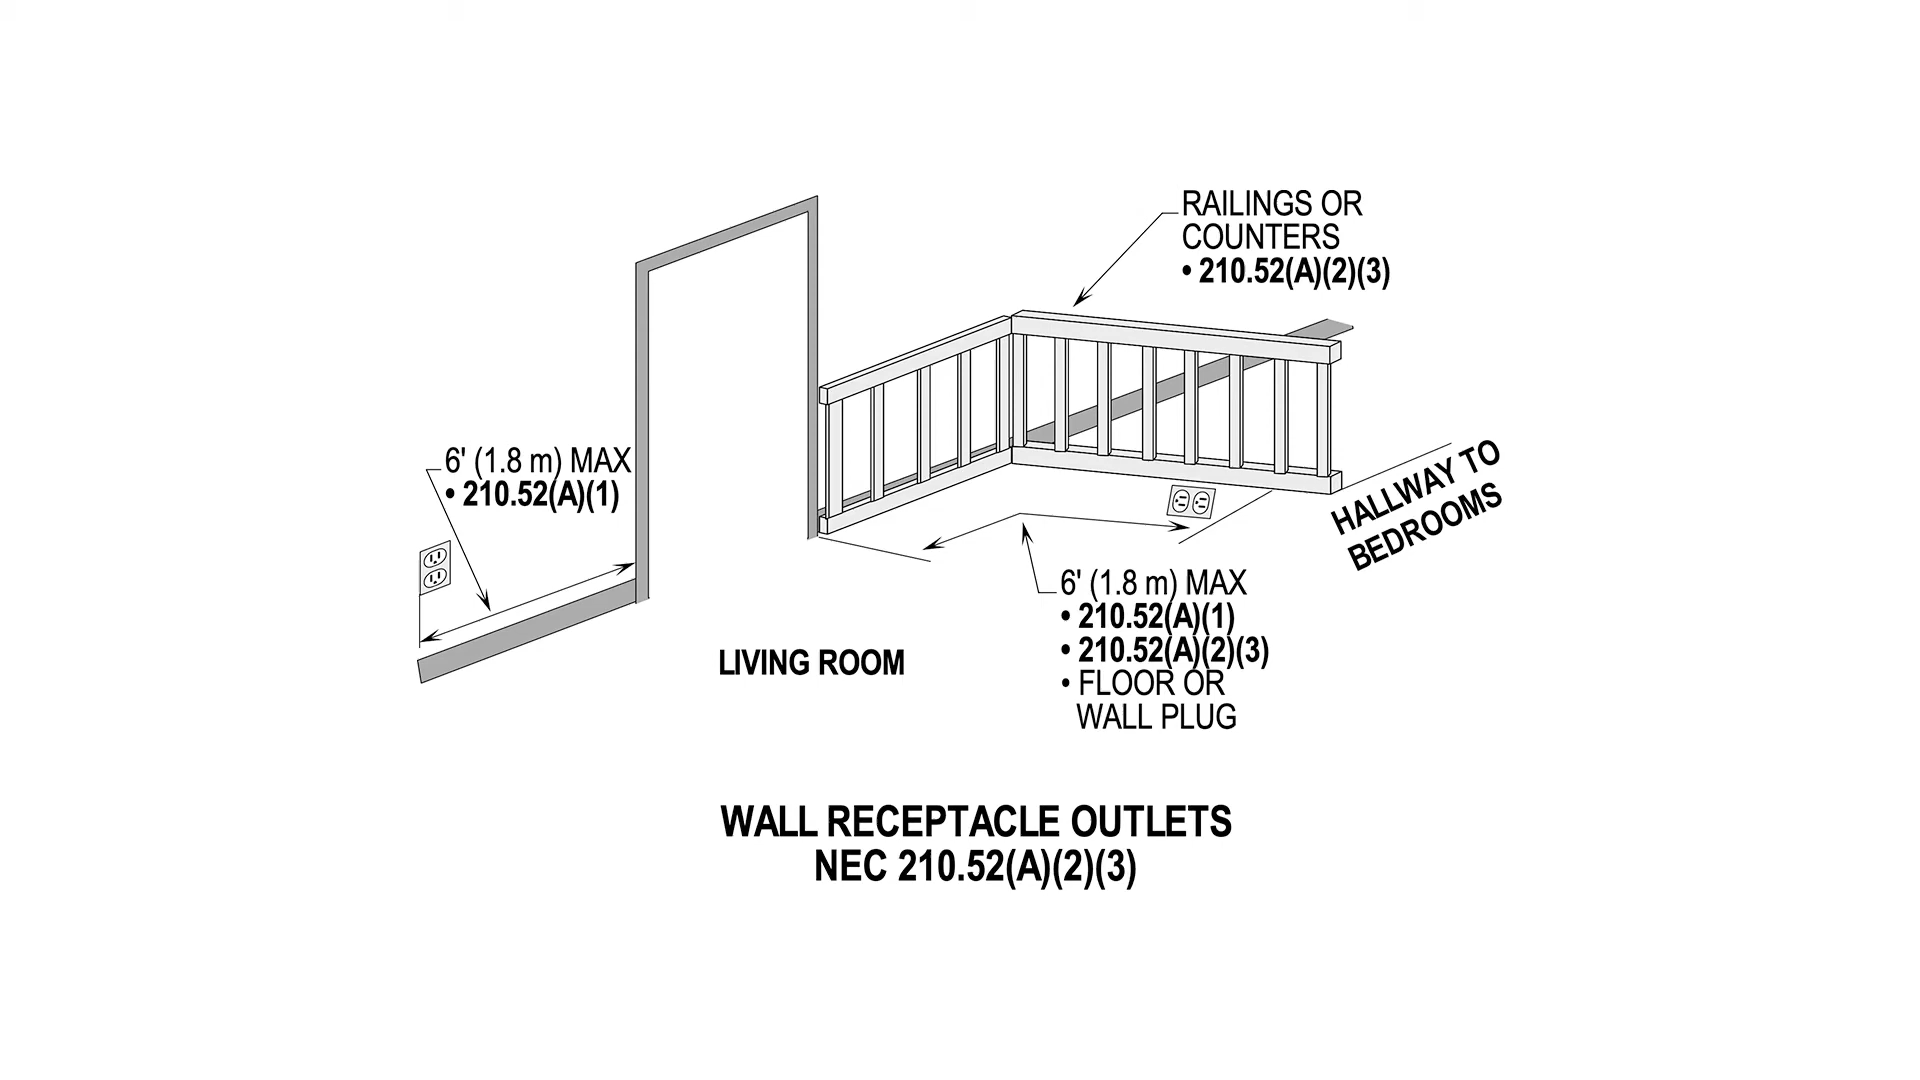 RAILINGS OR
COUNTERS
• 210.52(A)(2)(3)
6' (1.8 m) MAX
• 210.52(A)(1)
HALLWAY TO
BEDROOMS
6' (1.8 m) MAX
• 210.52(A)(1)
• 210.52(A)(2)(3)
• FLOOR OR
WALL PLUG
LIVING ROOM
WALL RECEPTACLE OUTLETS
NEC 210.52(A)(2)(3)